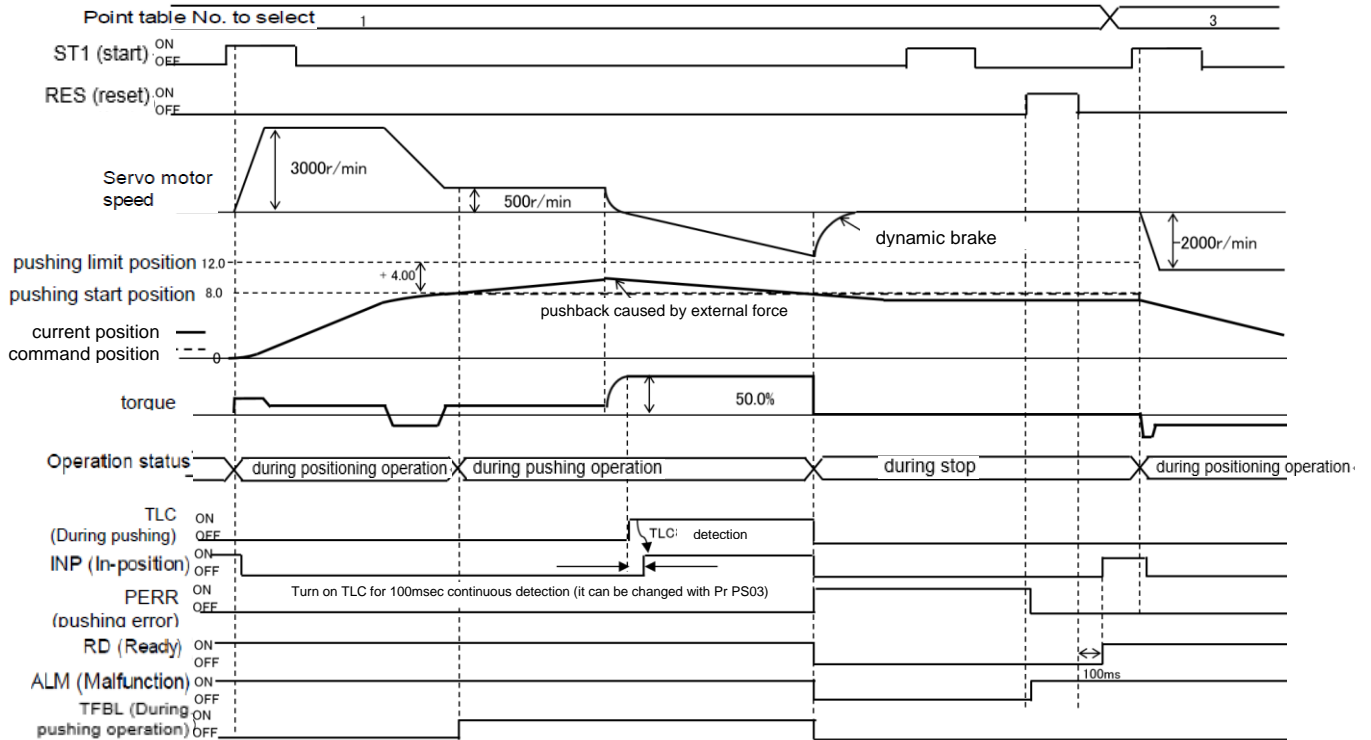 Point table No. to select 1 3
ST1 (start) ON
OFF
RES (reset) ON
OFF
Servo motor
speed
3000r/min
500r/min
dynamic brake
-2000r/min
pushing limit position 12.0
+ 4.00
pushing start position 8.0
pushback caused by external force
current position
command position
0
torque
50.0%
Operation status
during positioning operation
during pushing operation
during stop
during positioning operation
TLC
(During pushing)
ON
OFF
TLC: detection
INP (In-position) ON
OFF
Turn on TLC for 100msec continuous detection (it can be changed with Pr PS03)
PERR
(pushing error)
ON
OFF
RD (Ready) ON
OFF
100ms
ALM (Malfunction) ON
OFF
TFBL (During
pushing operation)
ON
OFF